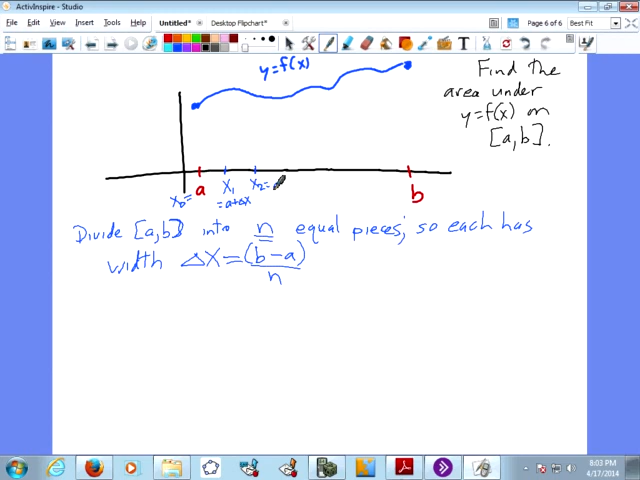 ActivInspire - Studio
File Edit View Insert Tools Help Untitled* Desktop Flipchart* Page 6 of 6 Best Fit
y=f(x)
Find the
area under
y=f(x) on
[a,b].
x₀= a x₁ x₂= b
=a+Δx
Divide [a,b] into n equal pieces; so each has
width Δx=(b-a)
n
8:03 PM
4/17/2014